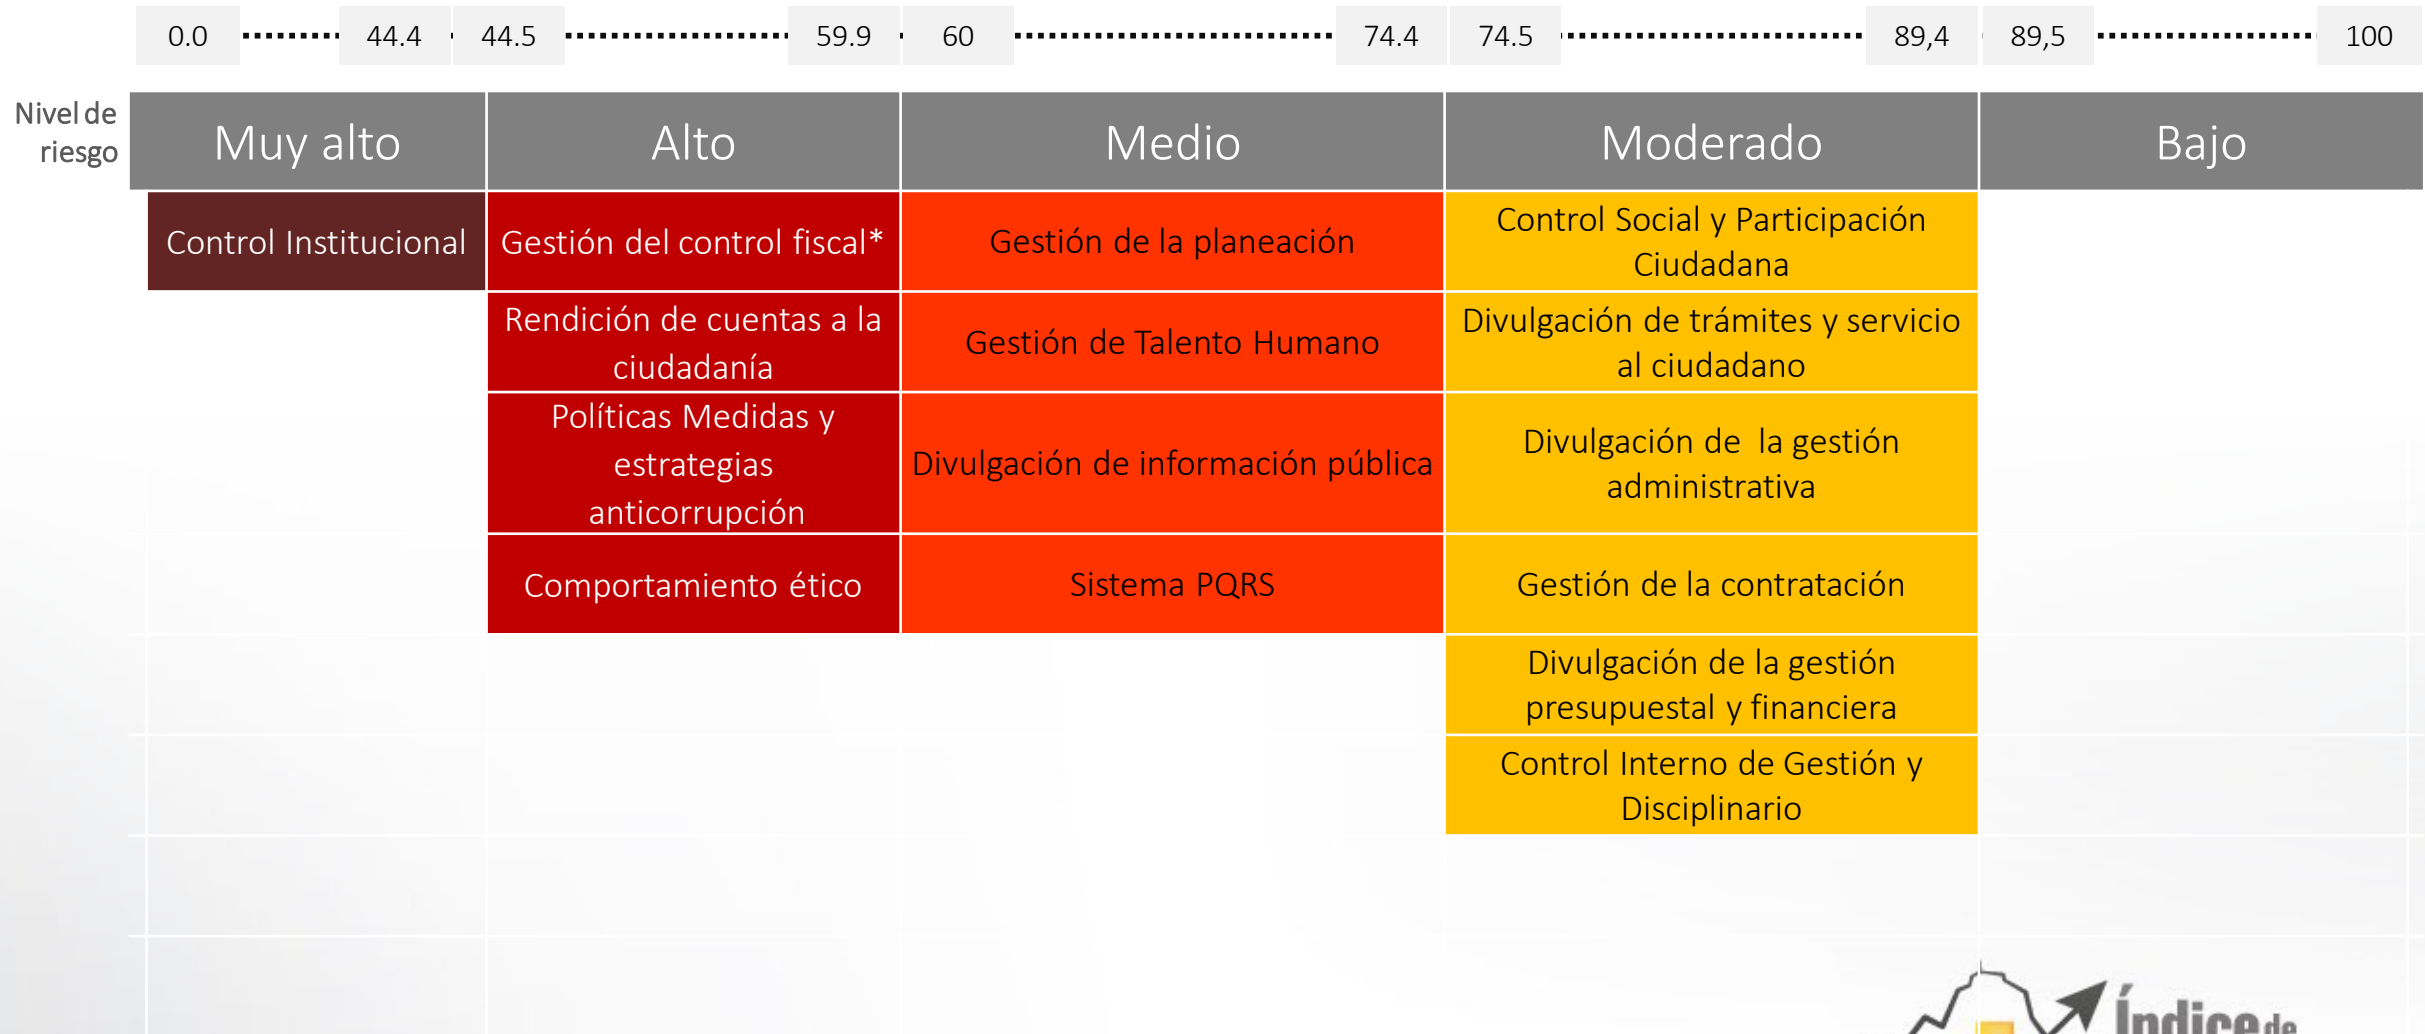 0.0 44.4 44.5 59.9 60 74.4 74.5 89,4 89,5 100
Nivel de
riesgo
Muy alto Alto Medio Moderado Bajo
Control Institucional
Gestión del control fiscal*
Gestión de la planeación
Control Social y Participación
Ciudadana
Rendición de cuentas a la
ciudadanía
Gestión de Talento Humano
Divulgación de trámites y servicio
al ciudadano
Políticas Medidas y
estrategias
anticorrupción
Divulgación de información pública
Divulgación de la gestión
administrativa
Comportamiento ético
Sistema PQRS
Gestión de la contratación
Divulgación de la gestión
presupuestal y financiera
Control Interno de Gestión y
Disciplinario
Índice de